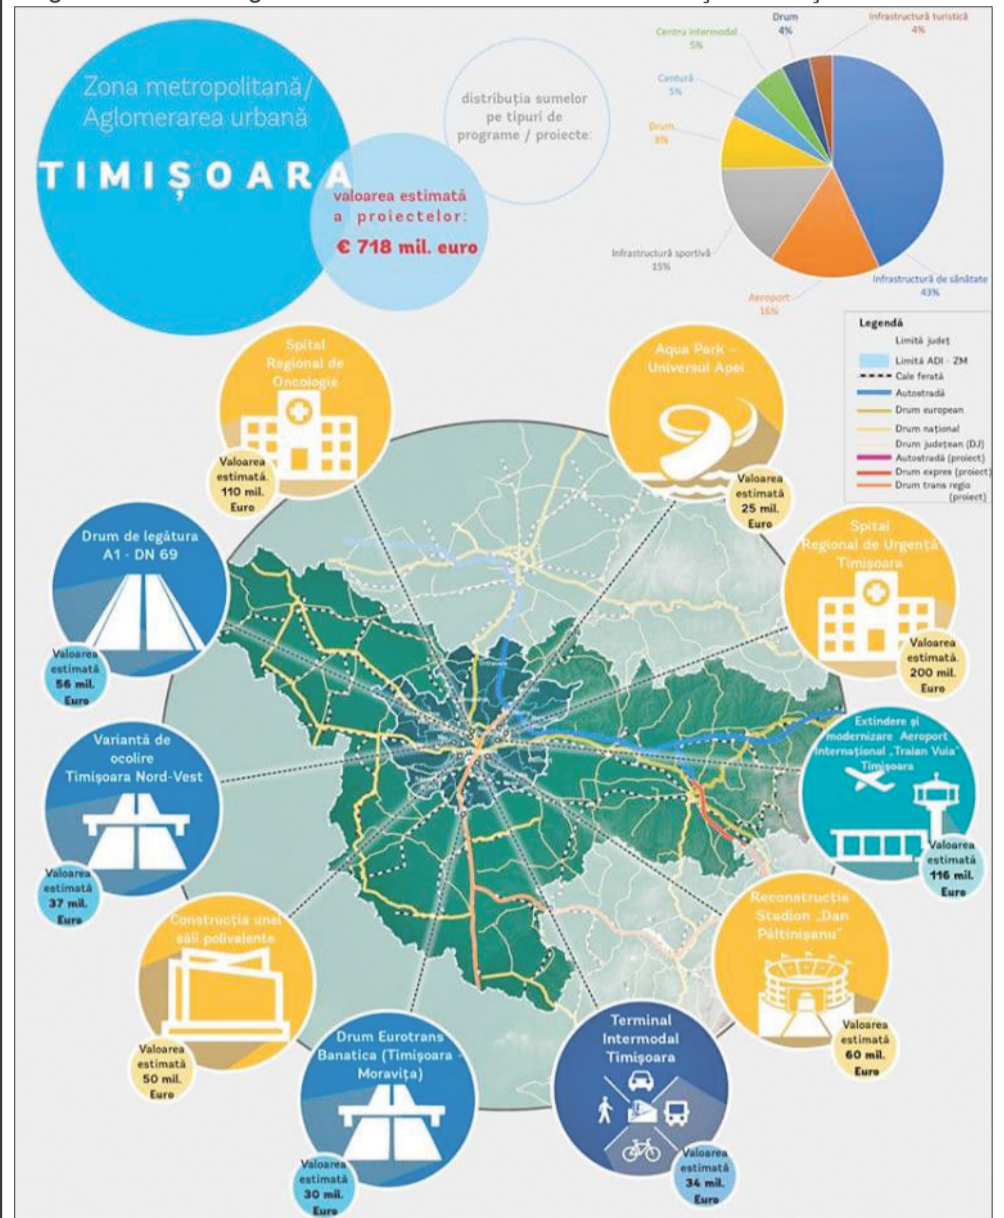 Zona metropolitană/
Aglomerarea urbană
TIMIȘOARA
valoarea estimată
a proiectelor:
€ 718 mil. euro
distribuția sumelor
pe tipuri de
programe / proiecte:
Drum
4%
Infrastructură turistică
4%
Centru intermodal
5%
Centură
5%
Drum
8%
Infrastructură sportivă
15%
Aeroport
16%
Infrastructură de sănătate
43%
Legendă
Limită județ
Limită ADI - ZM
Cale ferată
Autostradă
Drum european
Drum național
Drum județean (DJ)
Autostradă (proiect)
Drum expres (proiect)
Drum trans regio
(proiect)
Spital
Regional de
Oncologie
Valoarea
estimată.
110 mil.
Euro
Aqua Park –
Universul Apei
Valoarea
estimată
25 mil.
Euro
Drum de legătura
A1 - DN 69
Valoarea
estimată
56 mil.
Euro
Spital
Regional de Urgență
Timișoara
Valoarea
estimată.
200 mil.
Euro
Variantă de
ocolire
Timișoara Nord-Vest
Valoarea
estimată
37 mil.
Euro
Extindere și
modernizare Aeroport
Internațional „Traian Vuia"
Timișoara
Valoarea
estimată
116 mil.
Euro
Construcția unei
săli polivalente
Valoarea
estimată
50 mil.
Euro
Reconstrucție
Stadion „Dan
Păltinișanu"
Valoarea
estimată
60 mil.
Euro
Drum Eurotrans
Banatica (Timișoara -
Moravița)
Valoarea
estimată
30 mil.
Euro
Terminal
Intermodal
Timișoara
Valoarea
estimată
34 mil.
Euro